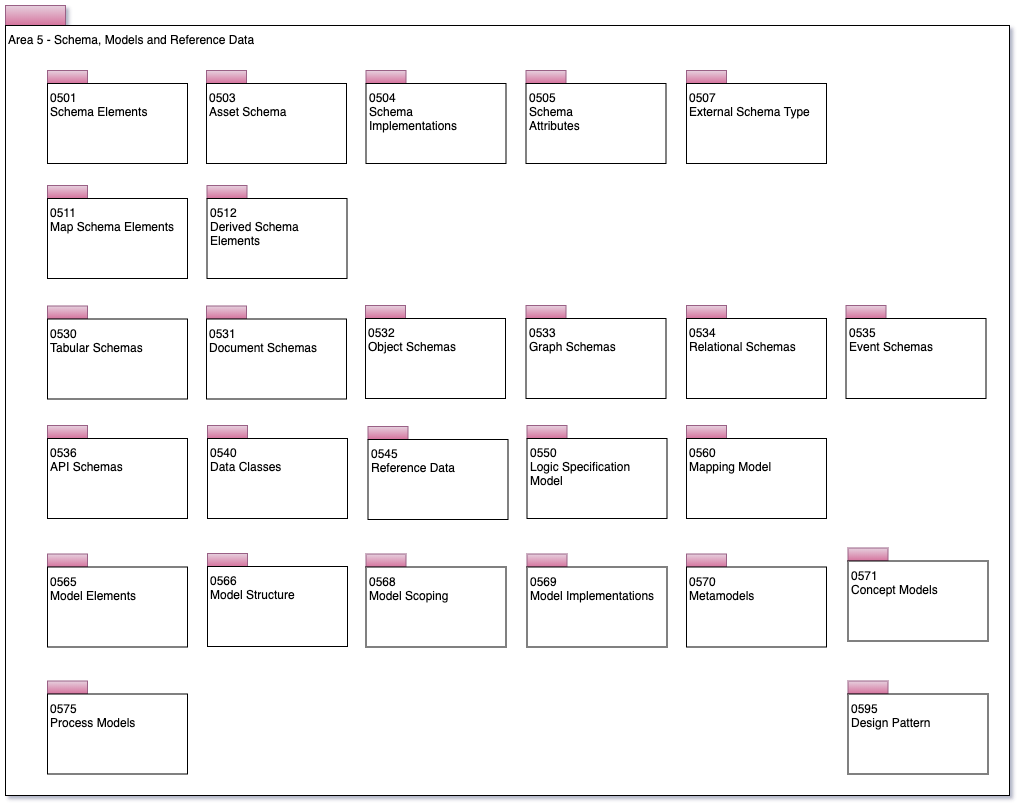 Area 5 - Schema, Models and Reference Data
0501
Schema Elements
0503
Asset Schema
0504
Schema
Implementations
0505
Schema
Attributes
0507
External Schema Type
0511
Map Schema Elements
0512
Derived Schema
Elements
0530
Tabular Schemas
0531
Document Schemas
0532
Object Schemas
0533
Graph Schemas
0534
Relational Schemas
0535
Event Schemas
0536
API Schemas
0540
Data Classes
0545
Reference Data
0550
Logic Specification
Model
0560
Mapping Model
0565
Model Elements
0566
Model Structure
0568
Model Scoping
0569
Model Implementations
0570
Metamodels
0571
Concept Models
0575
Process Models
0595
Design Pattern